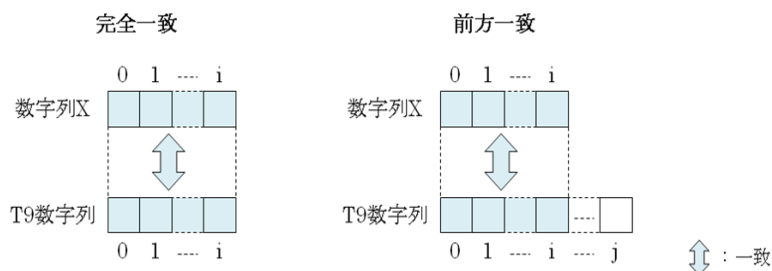 完全一致
0 1 ---- i
数字列X
T9数字列
0 1 ---- i
前方一致
0 1 ---- i
数字列X
T9数字列
----
0 1 ---- i ---- j
：一致